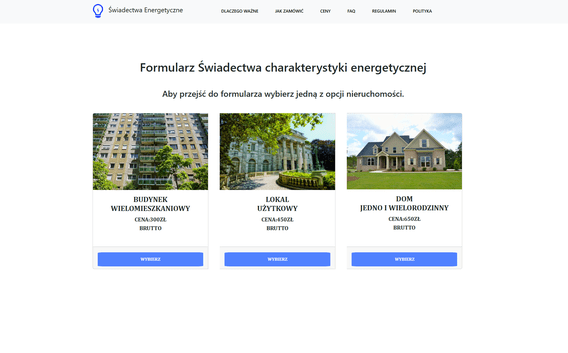 Świadectwa Energetyczne
DLACZEGO WAŻNE
JAK ZAMÓWIĆ
CENY
FAQ
REGULAMIN
POLITYKA
Formularz Świadectwa charakterystyki energetycznej
Aby przejść do formularza wybierz jedną z opcji nieruchomości.
BUDYNEK
WIELOMIESZKANIOWY
CENA:300ZŁ
BRUTTO
WYBIERZ
LOKAL
UŻYTKOWY
CENA:450ZŁ
BRUTTO
WYBIERZ
DOM
JEDNO I WIELORODZINNY
CENA:650ZŁ
BRUTTO
WYBIERZ